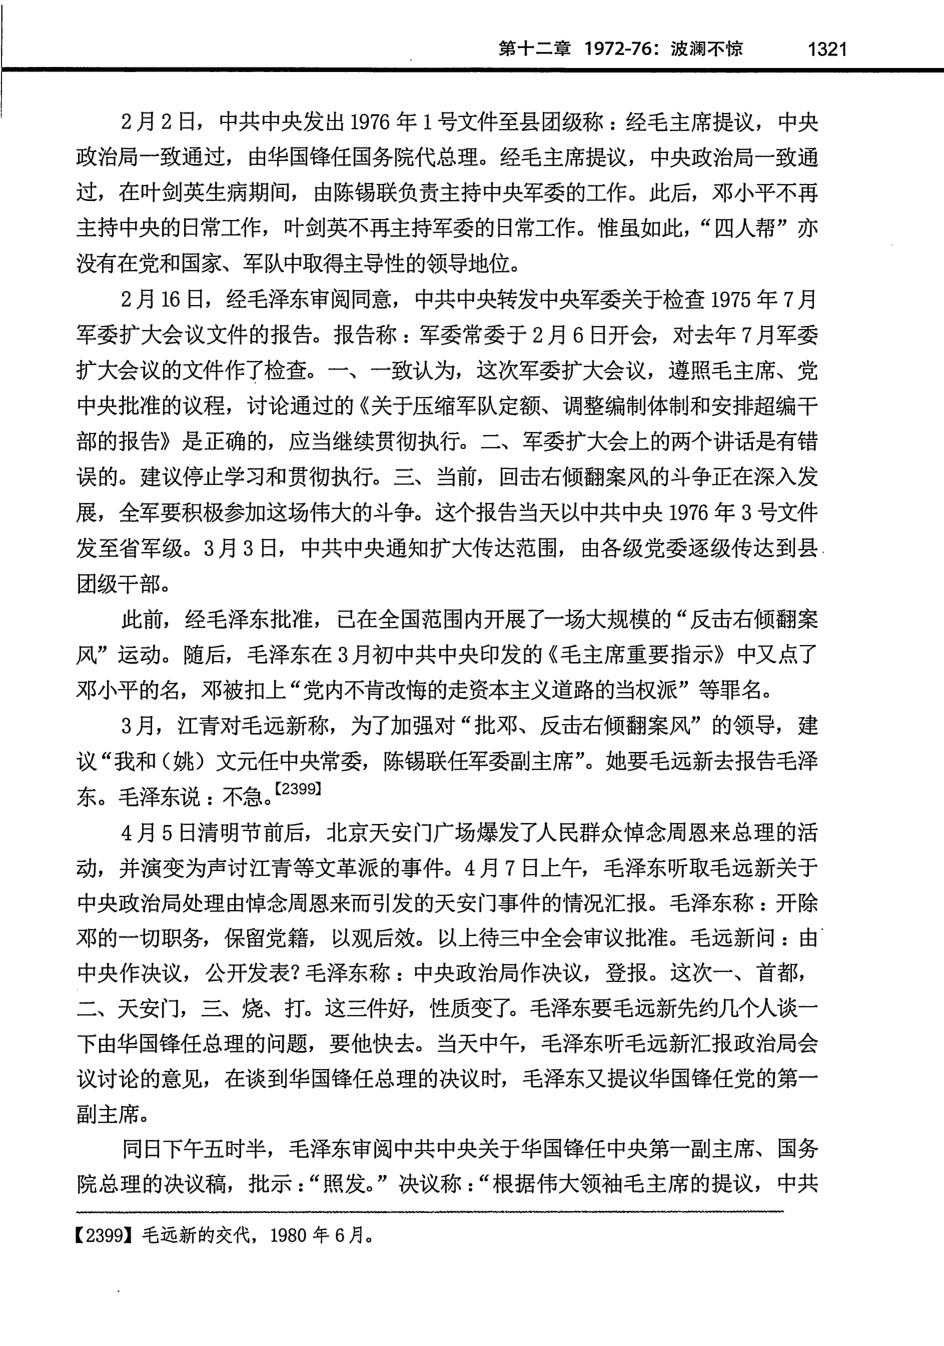 第十二章 1972-76：波澜不惊 1321
2月2日，中共中央发出1976年1号文件至县团级称：经毛主席提议，中央
政治局一致通过，由华国锋任国务院代总理。经毛主席提议，中央政治局一致通
过，在叶剑英生病期间，由陈锡联负责主持中央军委的工作。此后，邓小平不再
主持中央的日常工作，叶剑英不再主持军委的日常工作。惟虽如此，“四人帮”亦
没有在党和国家、军队中取得主导性的领导地位。
2月16日，经毛泽东审阅同意，中共中央转发中央军委关于检查1975年7月
军委扩大会议文件的报告。报告称：军委常委于2月6日开会，对去年7月军委
扩大会议的文件作了检查。一、一致认为，这次军委扩大会议，遵照毛主席、党
中央批准的议程，讨论通过的《关于压缩军队定额、调整编制体制和安排超编干
部的报告》是正确的，应当继续贯彻执行。二、军委扩大会上的两个讲话是有错
误的。建议停止学习和贯彻执行。三、当前，回击右倾翻案风的斗争正在深入发
展，全军要积极参加这场伟大的斗争。这个报告当天以中共中央1976年3号文件
发至省军级。3月3日，中共中央通知扩大传达范围，由各级党委逐级传达到县
团级干部。
此前，经毛泽东批准，已在全国范围内开展了一场大规模的“反击右倾翻案
风”运动。随后，毛泽东在3月初中共中央印发的《毛主席重要指示》中又点了
邓小平的名，邓被扣上“党内不肯改悔的走资本主义道路的当权派”等罪名。
3月，江青对毛远新称，为了加强对“批邓、反击右倾翻案风”的领导，建
议“我和（姚）文元任中央常委，陈锡联任军委副主席”。她要毛远新去报告毛泽
东。毛泽东说：不急。【2399】
4月5日清明节前后，北京天安门广场爆发了人民群众悼念周恩来总理的活
动，并演变为声讨江青等文革派的事件。4月7日上午，毛泽东听取毛远新关于
中央政治局处理由悼念周恩来而引发的天安门事件的情况汇报。毛泽东称：开除
邓的一切职务，保留党籍，以观后效。以上待三中全会审议批准。毛远新问：由
中央作决议，公开发表？毛泽东称：中央政治局作决议，登报。这次一、首都，
二、天安门，三、烧、打。这三件好，性质变了。毛泽东要毛远新先约几个人谈一
下由华国锋任总理的问题，要他快去。当天中午，毛泽东听毛远新汇报政治局会
议讨论的意见，在谈到华国锋任总理的决议时，毛泽东又提议华国锋任党的第一
副主席。
同日下午五时半，毛泽东审阅中共中央关于华国锋任中央第一副主席、国务
院总理的决议稿，批示：“照发。”决议称：“根据伟大领袖毛主席的提议，中共
【2399】毛远新的交代，1980年6月。